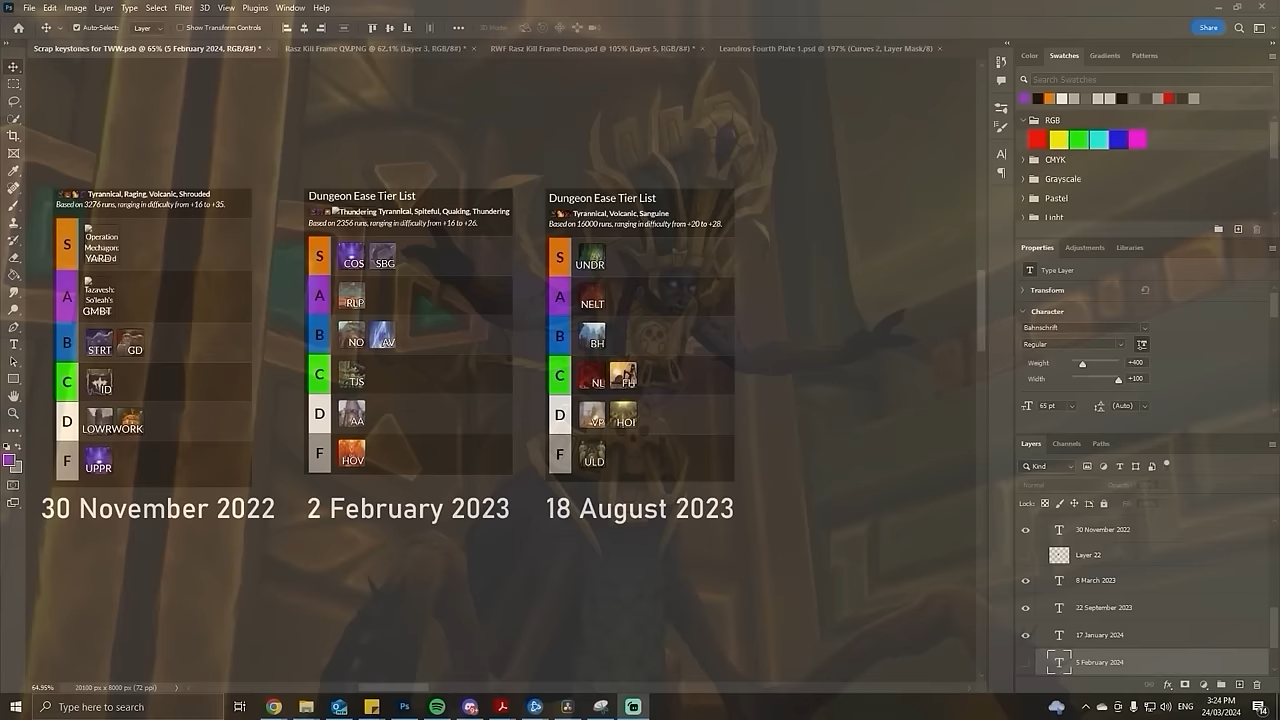 File Edit Image Layer Type Select Filter 3D View Plugins Window Help
Auto-Select: Layer Show Transform Controls 3D Mode: Share
Scrap keystones for TWW.psb @ 65% (5 February 2024, RGB/8#) *
Rasz Kill Frame QV.PNG @ 62.1% (Layer 3, RGB/8#) *
RWF Rasz Kill Frame Demo.psd @ 105% (Layer 5, RGB/8#) *
Leandros Fourth Plate 1.psd @ 197% (Curves 2, Layer Mask/8)
Tyrannical, Raging, Volcanic, Shrouded
Based on 3276 runs, ranging in difficulty from +16 to +35.
S Operation
Mechagon:
YARD
A Tazavesh:
So'leah's
GMBT
B STRT GD
C ID
D LOWR WORK
F UPPR
30 November 2022
Dungeon Ease Tier List
Thundering Tyrannical, Spiteful, Quaking, Thundering
Based on 2356 runs, ranging in difficulty from +16 to +26.
S COS SBG
A RLP
B NO AV
C TJS
D AA
F HOV
2 February 2023
Dungeon Ease Tier List
Tyrannical, Volcanic, Sanguine
Based on 16000 runs, ranging in difficulty from +20 to +28.
S UNDR
A NELT
B BH
C NL FH
D VP HOI
F ULD
18 August 2023
Color Swatches Gradients Patterns
Search Swatches
RGB
CMYK
Grayscale
Pastel
Light
Properties Adjustments Libraries
Type Layer
Transform
Character
Bahnschrift
Regular
Weight +400
Width +100
65 pt (Auto)
Layers Channels Paths
Kind
Normal Opacity:
Lock: Fill:
30 November 2022
Layer 22
8 March 2023
22 September 2023
17 January 2024
5 February 2024
64.95% 20100 px x 8000 px (72 ppi)
Type here to search
ENG
3:24 PM
24/03/2024